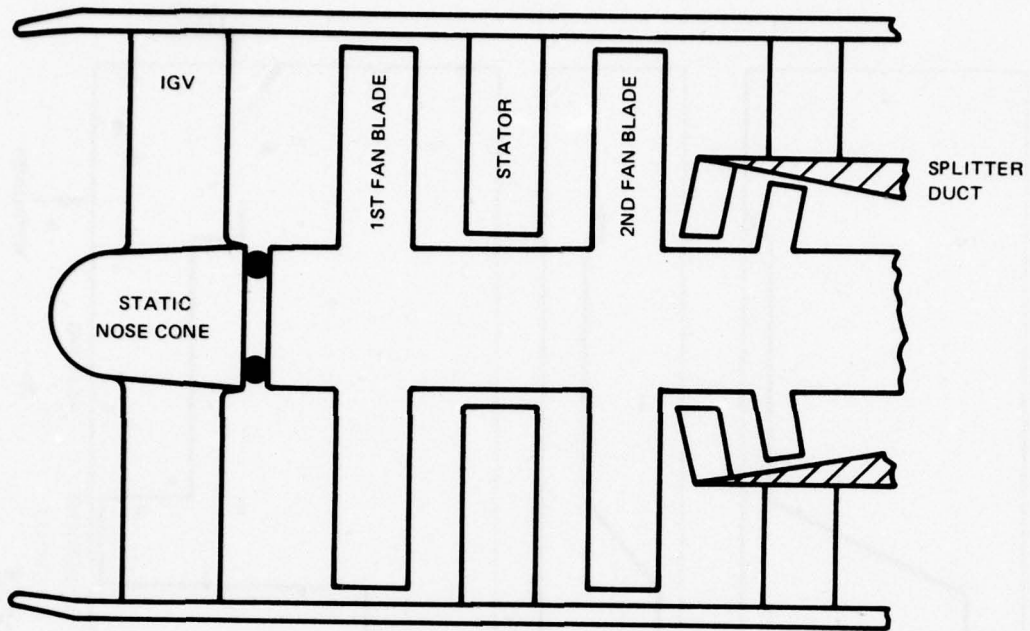 IGV
1ST FAN BLADE
STATOR
2ND FAN BLADE
SPLITTER
DUCT
STATIC
NOSE CONE